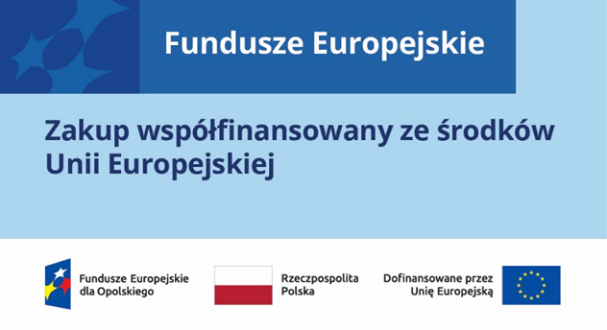 Fundusze Europejskie
Zakup współfinansowany ze środków
Unii Europejskiej
Fundusze Europejskie
dla Opolskiego
Rzeczpospolita
Polska
Dofinansowane przez
Unię Europejską